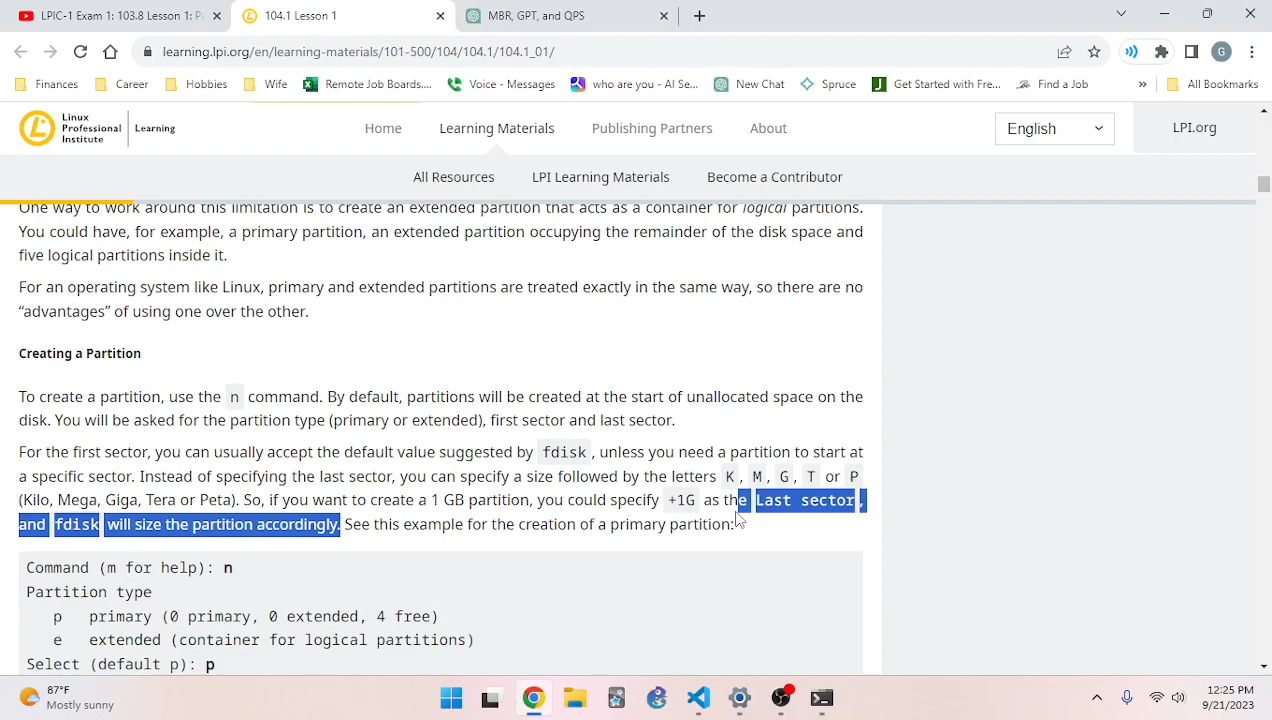 LPIC-1 Exam 1: 103.8 Lesson 1: P
104.1 Lesson 1
MBR, GPT, and QPS
learning.lpi.org/en/learning-materials/101-500/104/104.1/104.1_01/
G
Finances
Career
Hobbies
Wife
Remote Job Boards....
Voice - Messages
who are you - AI Se...
New Chat
Spruce
Get Started with Fre...
Find a Job
»
All Bookmarks
Linux
Professional
Institute
Learning
Home
Learning Materials
Publishing Partners
About
English
LPI.org
All Resources
LPI Learning Materials
Become a Contributor
One way to work around this limitation is to create an extended partition that acts as a container for logical partitions.
You could have, for example, a primary partition, an extended partition occupying the remainder of the disk space and
five logical partitions inside it.
For an operating system like Linux, primary and extended partitions are treated exactly in the same way, so there are no
“advantages” of using one over the other.
Creating a Partition
To create a partition, use the n command. By default, partitions will be created at the start of unallocated space on the
disk. You will be asked for the partition type (primary or extended), first sector and last sector.
For the first sector, you can usually accept the default value suggested by fdisk, unless you need a partition to start at
a specific sector. Instead of specifying the last sector, you can specify a size followed by the letters K, M, G, T or P
(Kilo, Mega, Giga, Tera or Peta). So, if you want to create a 1 GB partition, you could specify +1G as the Last sector,
and fdisk will size the partition accordingly. See this example for the creation of a primary partition:
Command (m for help): n
Partition type
p primary (0 primary, 0 extended, 4 free)
e extended (container for logical partitions)
Select (default p): p
87°F
Mostly sunny
12:25 PM
9/21/2023